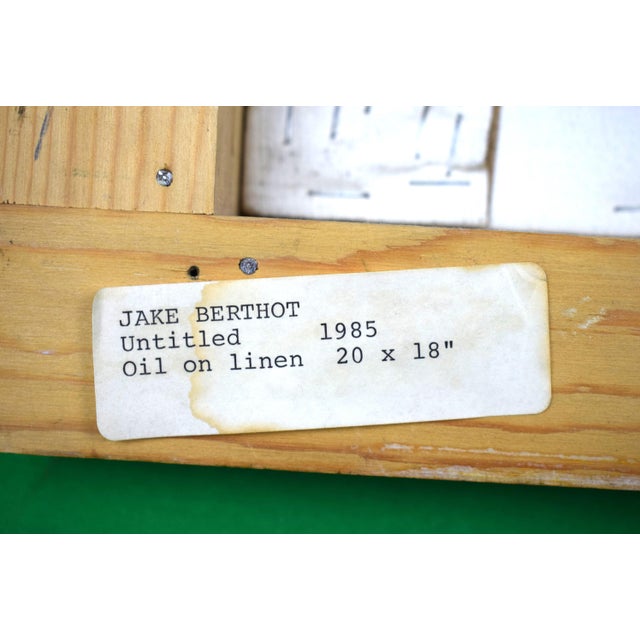 JAKE BERTHOT
Untitled 1985
Oil on linen 20 x 18"